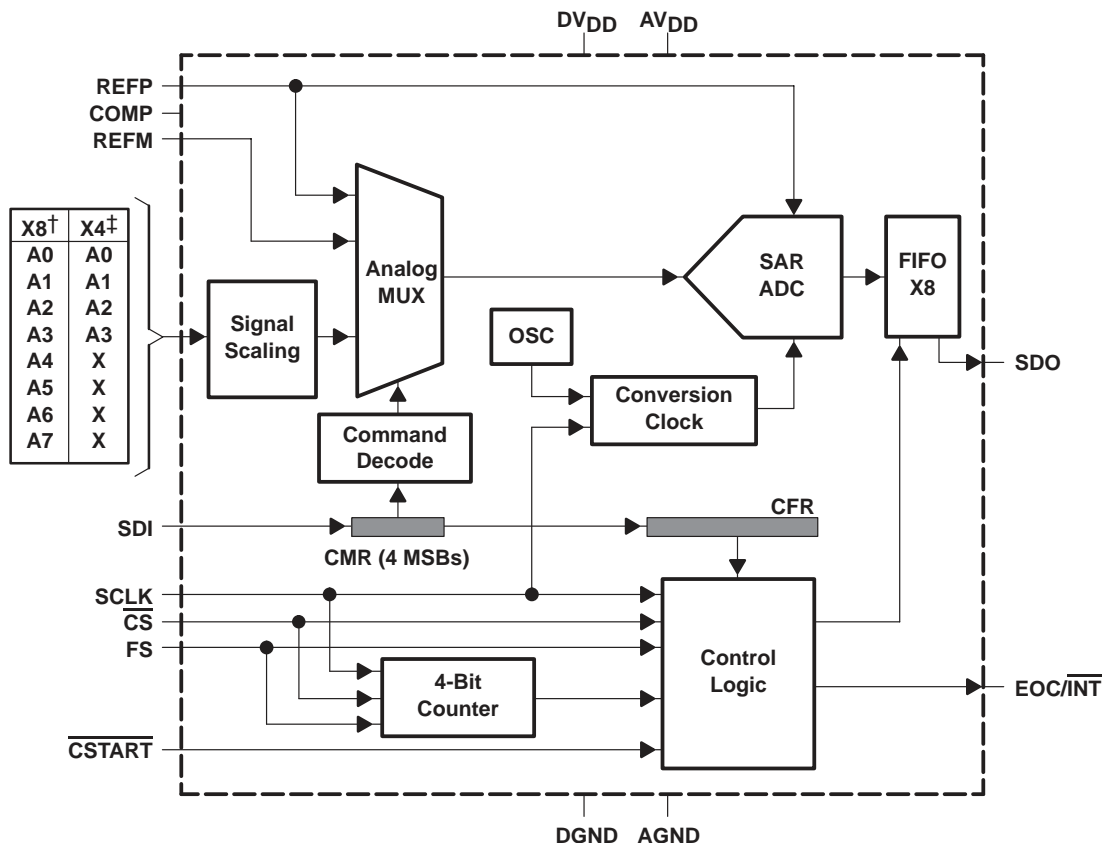 DVDD AVDD
REFP
COMP
REFM
X8† X4‡
A0 A0
A1 A1
A2 A2
A3 A3
A4 X
A5 X
A6 X
A7 X
Signal
Scaling
Analog
MUX
SAR
ADC
FIFO
X8
OSC
Conversion
Clock
SDO
Command
Decode
SDI
CMR (4 MSBs)
CFR
SCLK
CS
FS
4-Bit
Counter
Control
Logic
EOC/INT
CSTART
DGND AGND